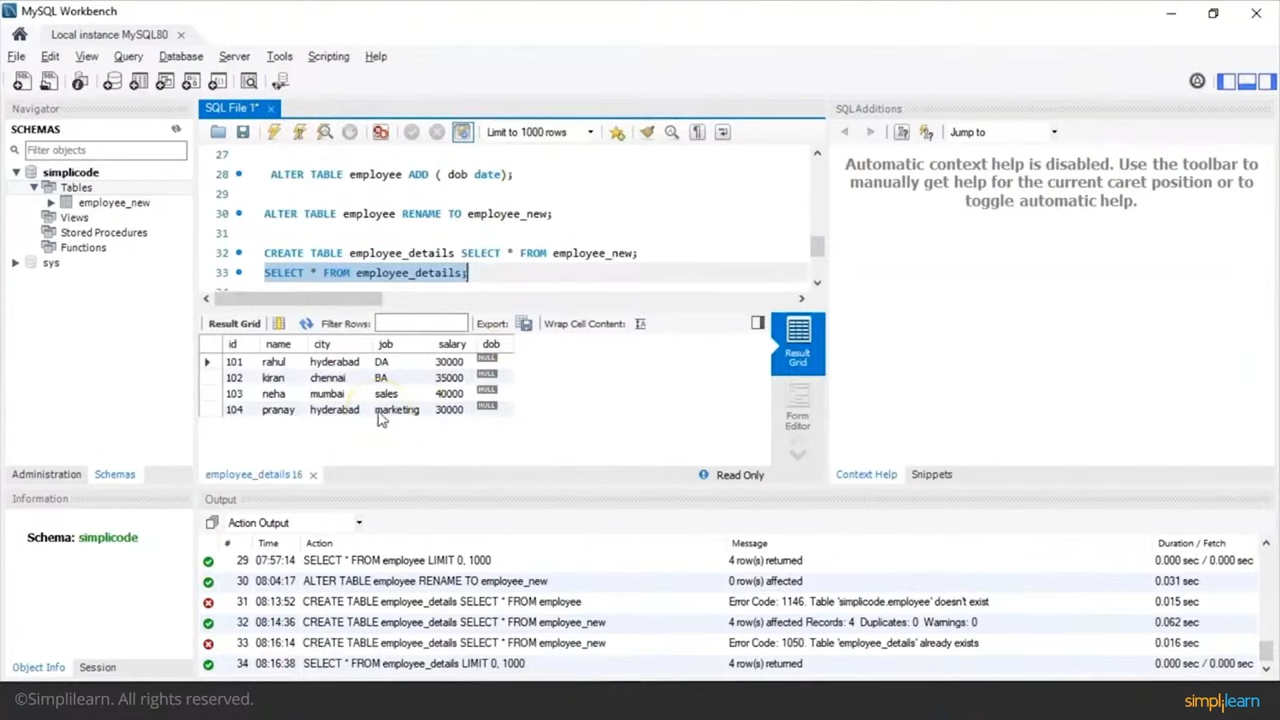 MySQL Workbench
Local instance MySQL80
File Edit View Query Database Server Tools Scripting Help
Navigator
SCHEMAS
Filter objects
simplicode
Tables
employee_new
Views
Stored Procedures
Functions
sys
Administration Schemas
Information
Schema: simplicode
Object Info Session
SQL File 1*
Limit to 1000 rows
27
28 ALTER TABLE employee ADD ( dob date);
29
30 ALTER TABLE employee RENAME TO employee_new;
31
32 CREATE TABLE employee_details SELECT * FROM employee_new;
33 SELECT * FROM employee_details;
Result Grid Filter Rows: Export: Wrap Cell Content:
id name city job salary dob
101 rahul hyderabad DA 30000 NULL
102 kiran chennai BA 35000 NULL
103 neha mumbai sales 40000 NULL
104 pranay hyderabad marketing 30000 NULL
Result Grid
Form Editor
employee_details 16 Read Only
SQLAdditions
Jump to
Automatic context help is disabled. Use the toolbar to
manually get help for the current caret position or to
toggle automatic help.
Context Help Snippets
Output
Action Output
# Time Action Message Duration / Fetch
29 07:57:14 SELECT * FROM employee LIMIT 0, 1000 4 row(s) returned 0.000 sec / 0.000 sec
30 08:04:17 ALTER TABLE employee RENAME TO employee_new 0 row(s) affected 0.031 sec
31 08:13:52 CREATE TABLE employee_details SELECT * FROM employee Error Code: 1146. Table 'simplicode.employee' doesn't exist 0.015 sec
32 08:14:36 CREATE TABLE employee_details SELECT * FROM employee_new 4 row(s) affected Records: 4 Duplicates: 0 Warnings: 0 0.062 sec
33 08:16:14 CREATE TABLE employee_details SELECT * FROM employee_new Error Code: 1050. Table 'employee_details' already exists 0.016 sec
34 08:16:38 SELECT * FROM employee_details LIMIT 0, 1000 4 row(s) returned 0.000 sec / 0.000 sec
©Simplilearn. All rights reserved.
simplilearn